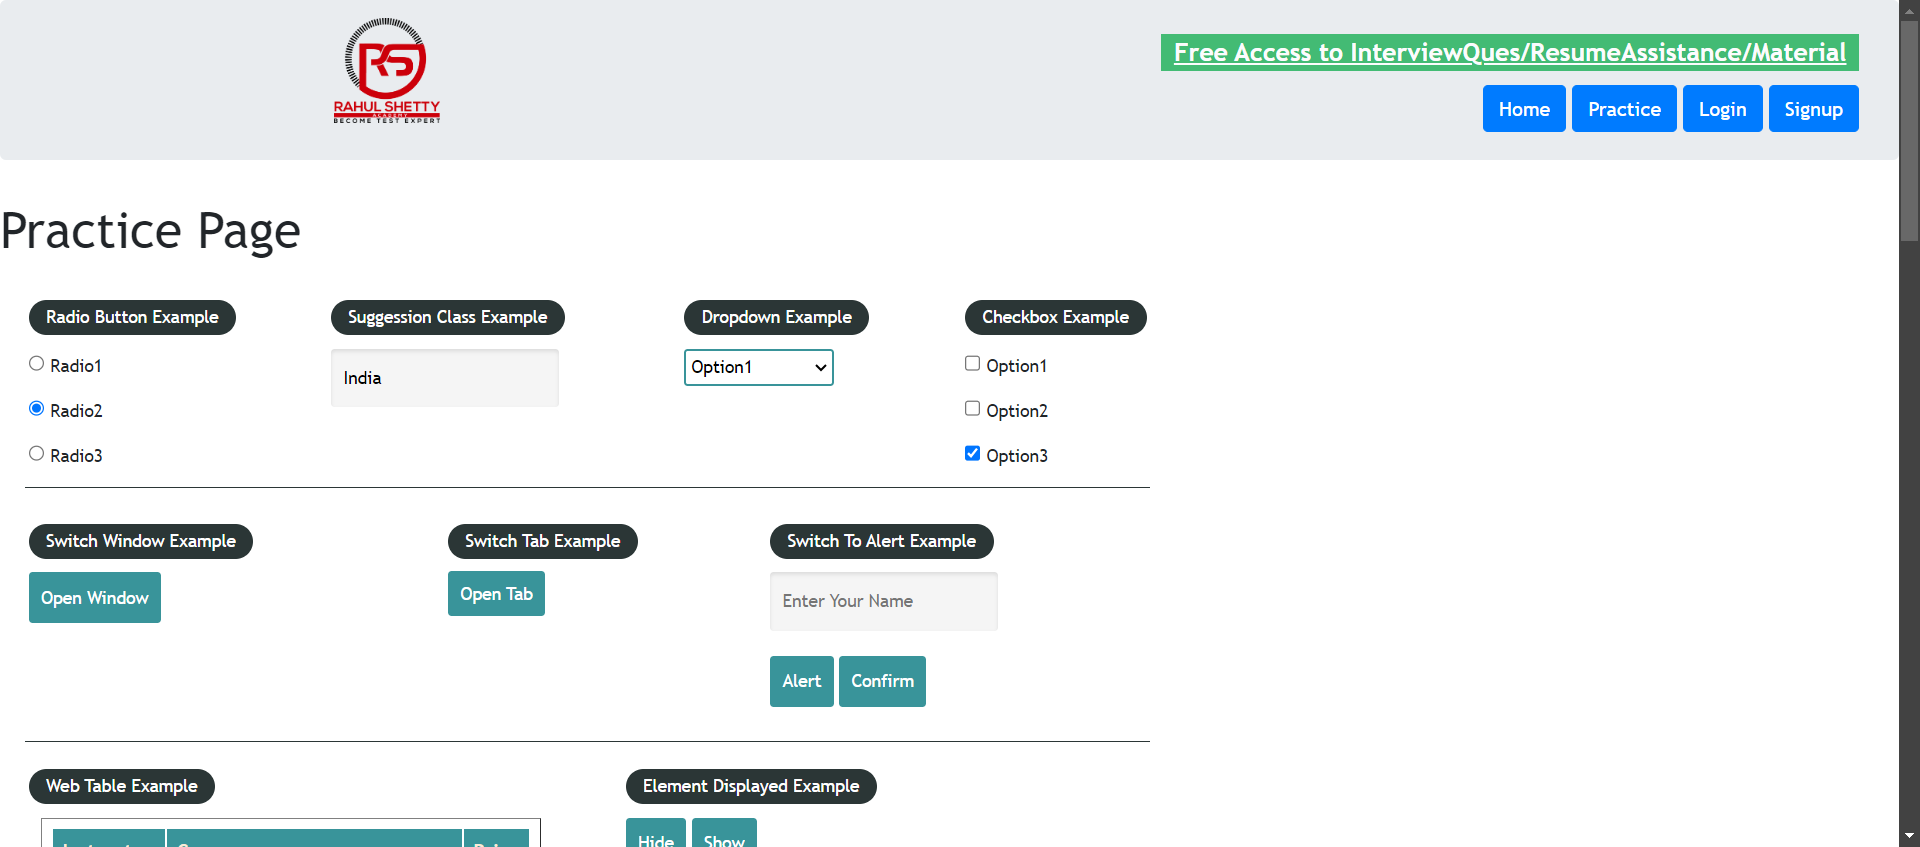 RAHUL SHETTY
ACADEMY
BECOME TEST EXPERT
Free Access to InterviewQues/ResumeAssistance/Material
Home Practice Login Signup
Practice Page
Radio Button Example
Radio1
Radio2
Radio3
Suggession Class Example
India
Dropdown Example
Option1
Checkbox Example
Option1
Option2
Option3
Switch Window Example
Open Window
Switch Tab Example
Open Tab
Switch To Alert Example
Enter Your Name
Alert Confirm
Web Table Example
Element Displayed Example
Hide Show